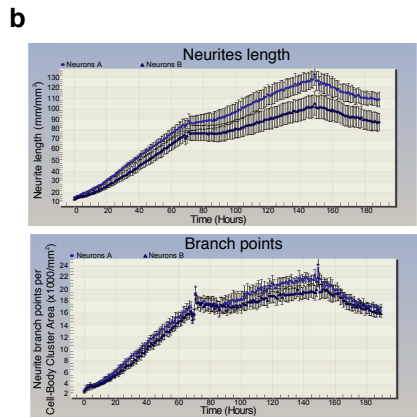 b
Neurites length
Neurons A Neurons B
Neurite length (mm/mm²)
130
120
110
100
90
80
70
60
50
40
30
20
10
0 20 40 60 80 100 120 140 160 180
Time (Hours)
Branch points
Neurites A Neurons B
Neurite branch points per
Cell-Body Cluster Area (x1000/mm²)
24
22
20
18
16
14
12
10
8
6
4
2
0 20 40 60 80 100 120 140 160 180
Time (Hours)